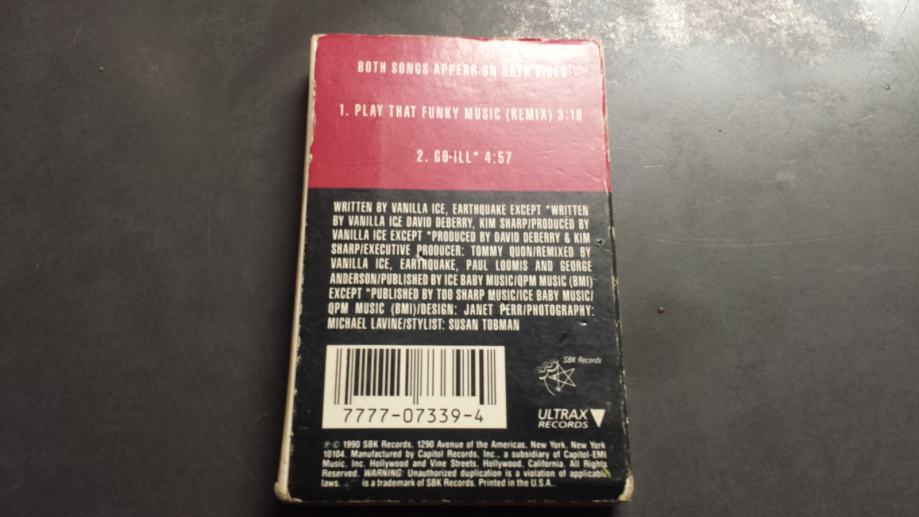 BOTH SONGS APPEAR ON BOTH SIDES
1. PLAY THAT FUNKY MUSIC (REMIX) 3:18
2. GO-iLL* 4:57
WRITTEN BY VANILLA ICE, EARTHQUAKE EXCEPT *WRITTEN
BY VANILLA ICE DAVID DEBERRY, KIM SHARP/PRODUCED BY
VANILLA ICE EXCEPT *PRODUCED BY DAVID DEBERRY & KIM
SHARP/EXECUTIVE PRODUCER: TOMMY QUON/REMIXED BY
VANILLA ICE, EARTHQUAKE, PAUL LOOMIS AND GEORGE
ANDERSON/PUBLISHED BY ICE BABY MUSIC/QPM MUSIC (BMI)
EXCEPT *PUBLISHED BY TOO SHARP MUSIC/ICE BABY MUSIC/
QPM MUSIC (BMI)/DESIGN: JANET PERR/PHOTOGRAPHY:
MICHAEL LAVINE/STYLIST: SUSAN TOBMAN
7777-07339-4
SBK Records
ULTRAX
RECORDS
℗ © 1990 SBK Records, 1290 Avenue of the Americas, New York, New York
10104. Manufactured by Capitol Records, Inc., a subsidiary of Capitol-EMI
Music, Inc. Hollywood and Vine Streets, Hollywood, California. All Rights
Reserved. WARNING: Unauthorized duplication is a violation of applicable
laws. is a trademark of SBK Records. Printed in the U.S.A..